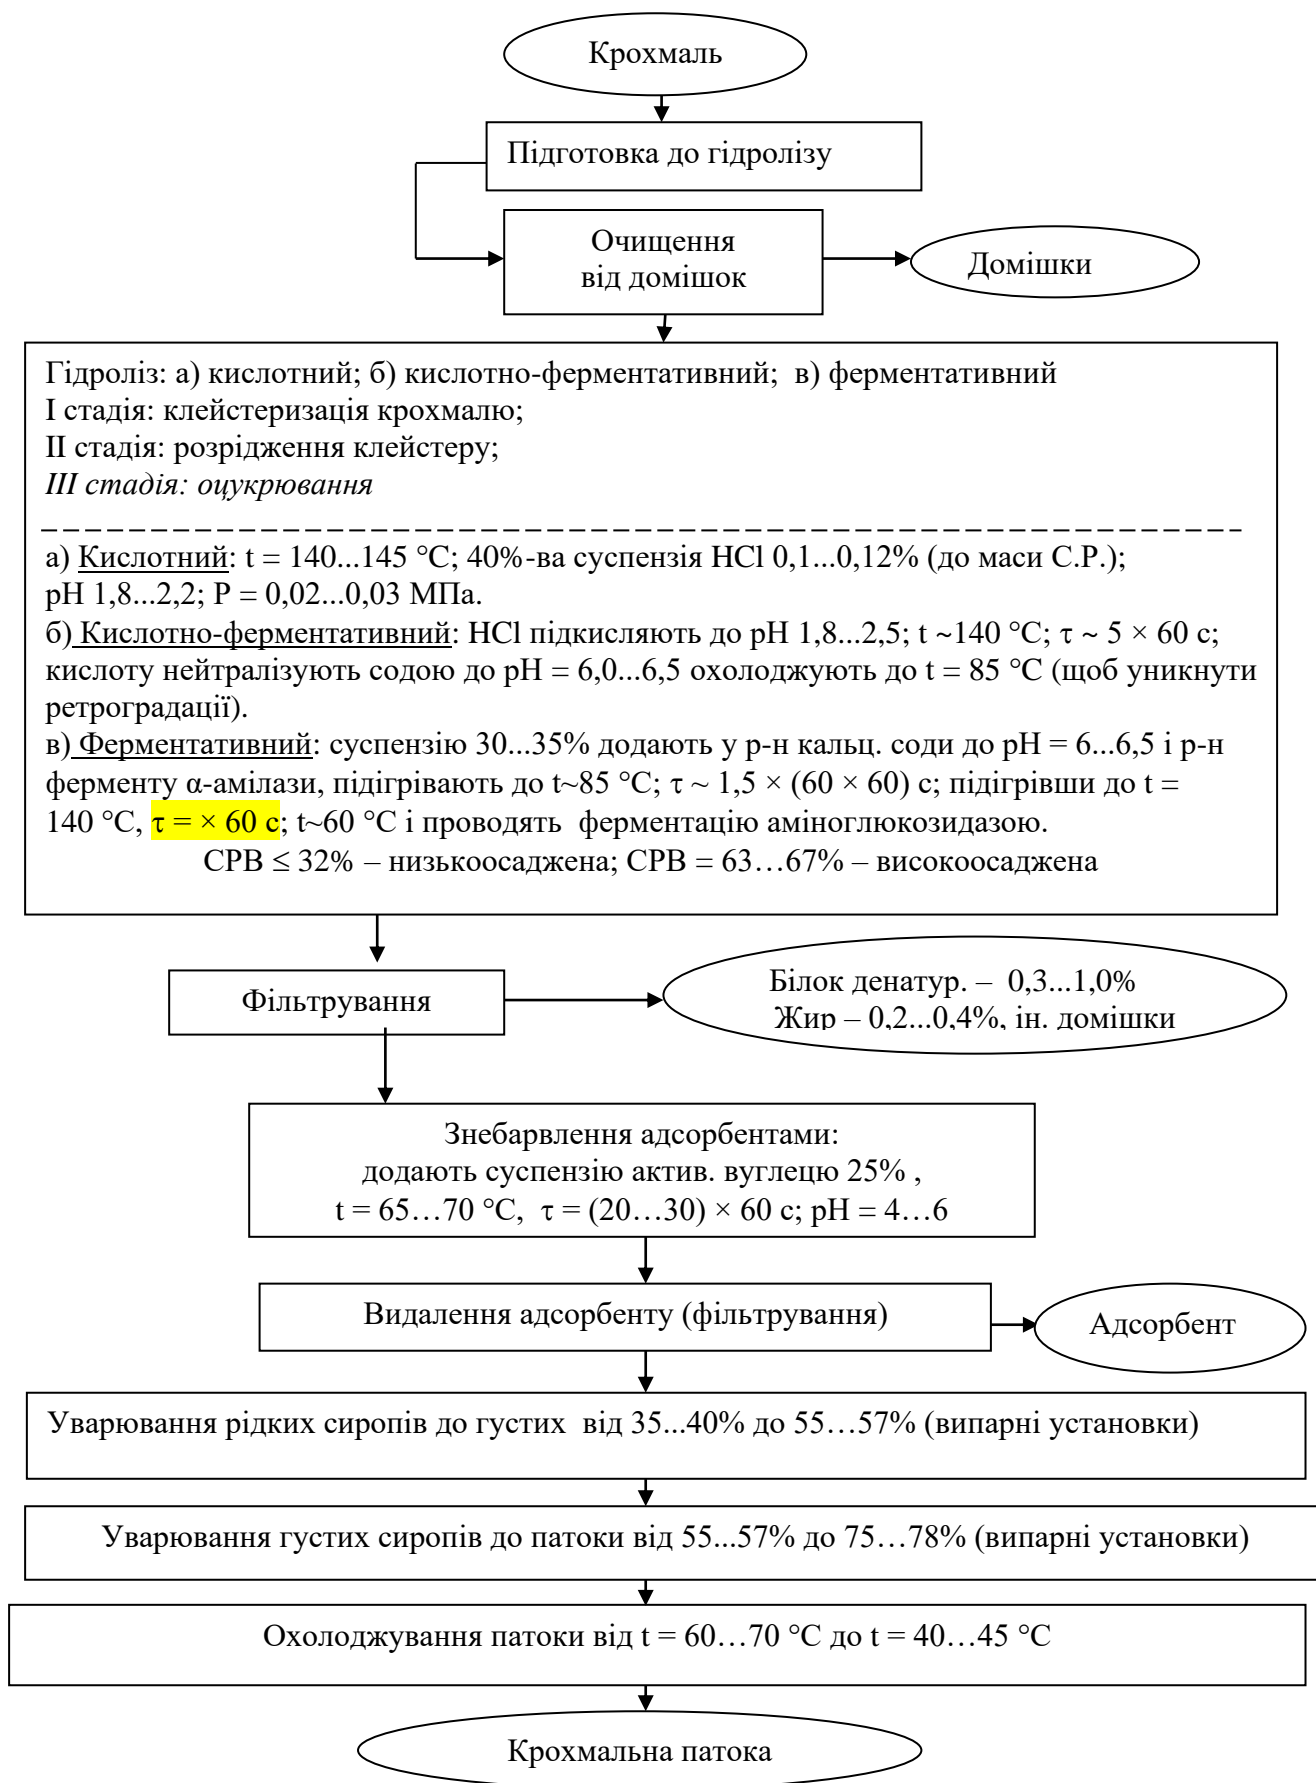 Крохмаль
Підготовка до гідролізу
Очищення
від домішок
Домішки
Гідроліз: а) кислотний; б) кислотно-ферментативний; в) ферментативний
І стадія: клейстеризація крохмалю;
ІІ стадія: розрідження клейстеру;
ІІІ стадія: оцукрювання
а) Кислотний: t = 140...145 °С; 40%-ва суспензія HCl 0,1...0,12% (до маси С.Р.);
рН 1,8...2,2; Р = 0,02...0,03 МПа.
б) Кислотно-ферментативний: HCl підкисляють до рН 1,8...2,5; t ~140 °С; τ ~ 5 × 60 с;
кислоту нейтралізують содою до рН = 6,0...6,5 охолоджують до t = 85 °С (щоб уникнути
ретроградації).
в) Ферментативний: суспензію 30...35% додають у р-н кальц. соди до рН = 6...6,5 і р-н
ферменту α-амілази, підігрівають до t~85 °С; τ ~ 1,5 × (60 × 60) с; підігрівши до t =
140 °С, τ = × 60 с; t~60 °С і проводять ферментацію аміноглюкозидазою.
СРВ ≤ 32% – низькоосаджена; СРВ = 63…67% – високоосаджена
Фільтрування
Білок денатур. – 0,3...1,0%
Жир – 0,2...0,4%, ін. домішки
Знебарвлення адсорбентами:
додають суспензію актив. вуглецю 25% ,
t = 65…70 °С, τ = (20…30) × 60 с; рН = 4…6
Видалення адсорбенту (фільтрування)
Адсорбент
Уварювання рідких сиропів до густих від 35...40% до 55…57% (випарні установки)
Уварювання густих сиропів до патоки від 55...57% до 75…78% (випарні установки)
Охолоджування патоки від t = 60…70 °С до t = 40…45 °С
Крохмальна патока